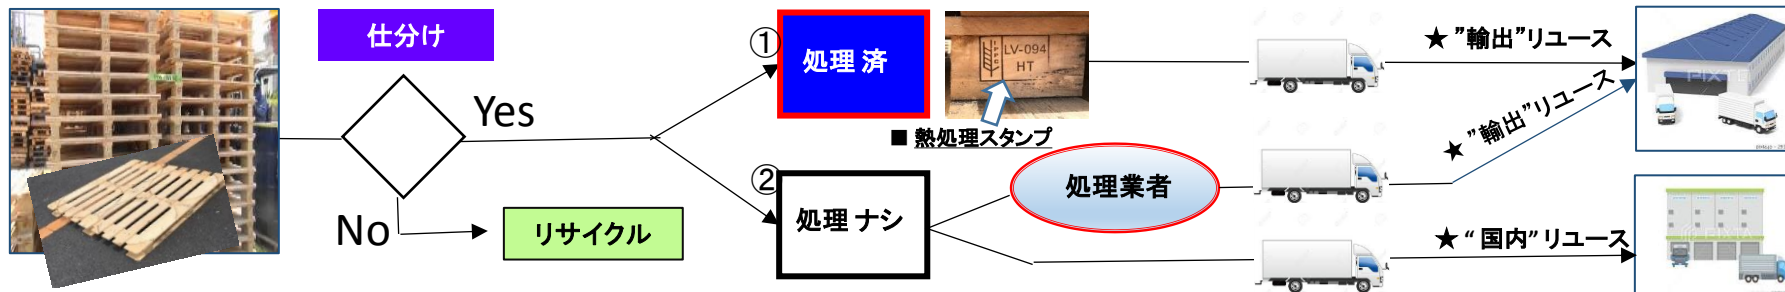 仕分け
Yes
No
リサイクル
①
処理 済
②
処理 ナシ
LV-094
HT
■ 熱処理スタンプ
処理業者
★ ”輸出”リユース
★ ”輸出”リユース
★ “ 国内” リユース